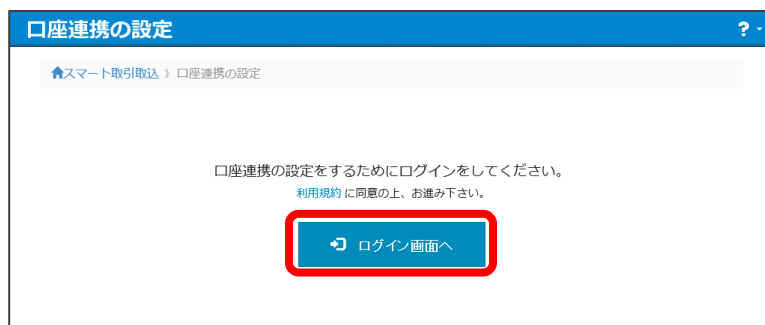 口座連携の設定
?
スマート取引取込 》 口座連携の設定
口座連携の設定をするためにログインをしてください。
利用規約 に同意の上、お進み下さい。
ログイン画面へ